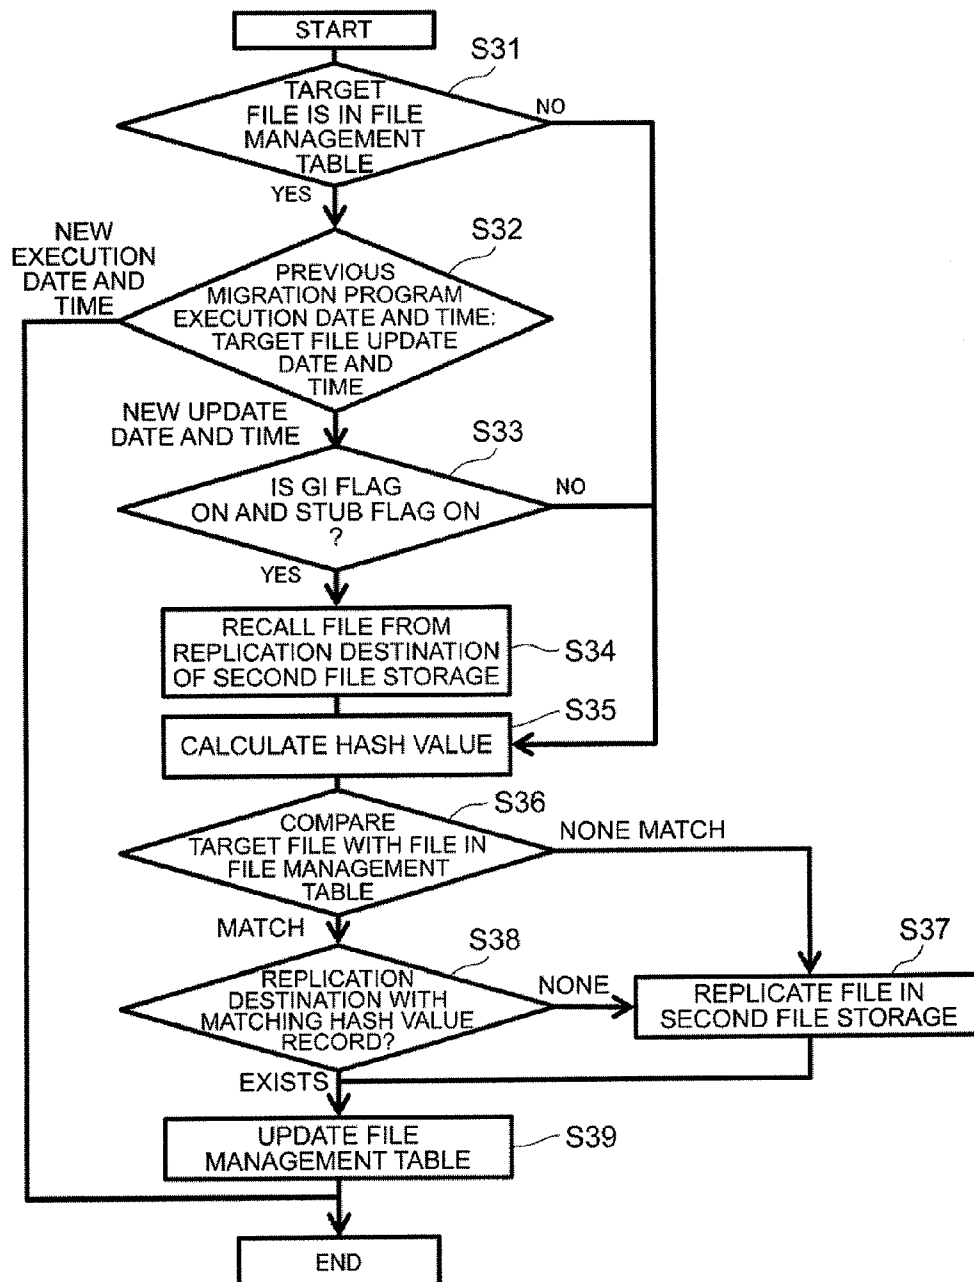 START
S31
TARGET
FILE IS IN FILE
MANAGEMENT
TABLE
NO
YES
NEW
EXECUTION
DATE AND
TIME
S32
PREVIOUS
MIGRATION PROGRAM
EXECUTION DATE AND TIME:
TARGET FILE UPDATE
DATE AND
TIME
NEW UPDATE
DATE AND TIME
S33
IS GI FLAG
ON AND STUB FLAG ON
?
NO
YES
RECALL FILE FROM
REPLICATION DESTINATION
OF SECOND FILE STORAGE
S34
S35
CALCULATE HASH VALUE
S36
COMPARE
TARGET FILE WITH FILE IN
FILE MANAGEMENT
TABLE
NONE MATCH
MATCH
S38
REPLICATION
DESTINATION WITH
MATCHING HASH VALUE
RECORD?
NONE
S37
REPLICATE FILE IN
SECOND FILE STORAGE
EXISTS
UPDATE FILE
MANAGEMENT TABLE
S39
END